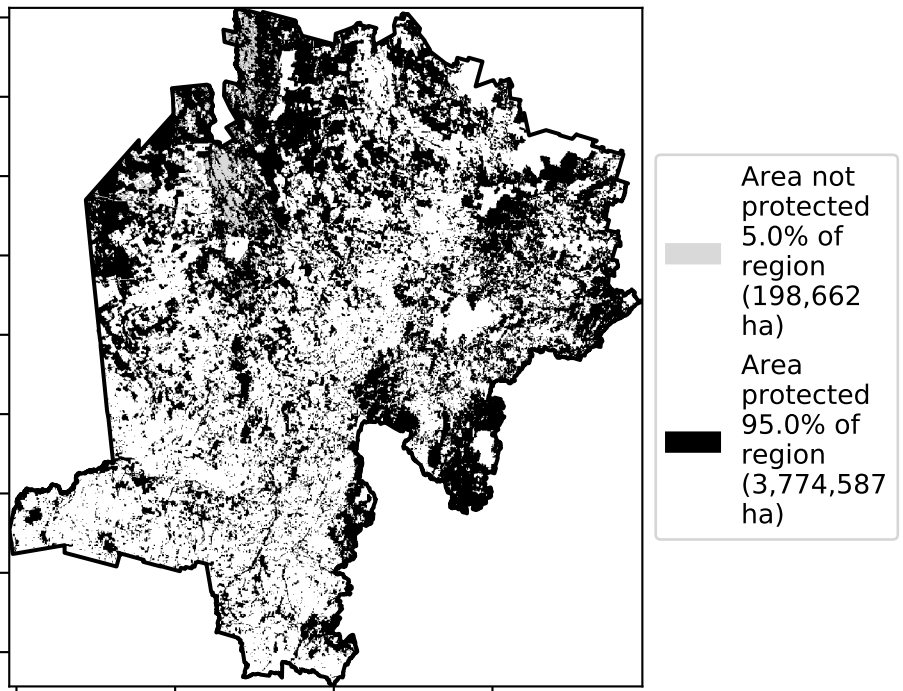 Area not
protected
5.0% of
region
(198,662
ha)
Area
protected
95.0% of
region
(3,774,587
ha)